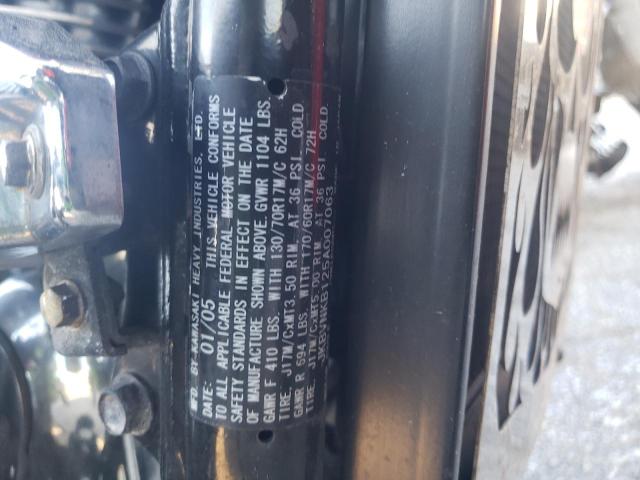 MFD. BY KAWASAKI HEAVY INDUSTRIES, LTD.
DATE: 01/05 THIS VEHICLE CONFORMS
TO ALL APPLICABLE FEDERAL MOTOR VEHICLE
SAFETY STANDARDS IN EFFECT ON THE DATE
OF MANUFACTURE SHOWN ABOVE. GVWR 1104 LBS.
GAWR F 410 LBS. WITH 130/70R17M/C 62H
TIRE, J17M/CxMT3.50 RIM, AT 36 PSI COLD.
GAWR R 694 LBS. WITH 170/60R17M/C 72H
TIRE, J17M/CxMT5.00 RIM, AT 36 PSI COLD.